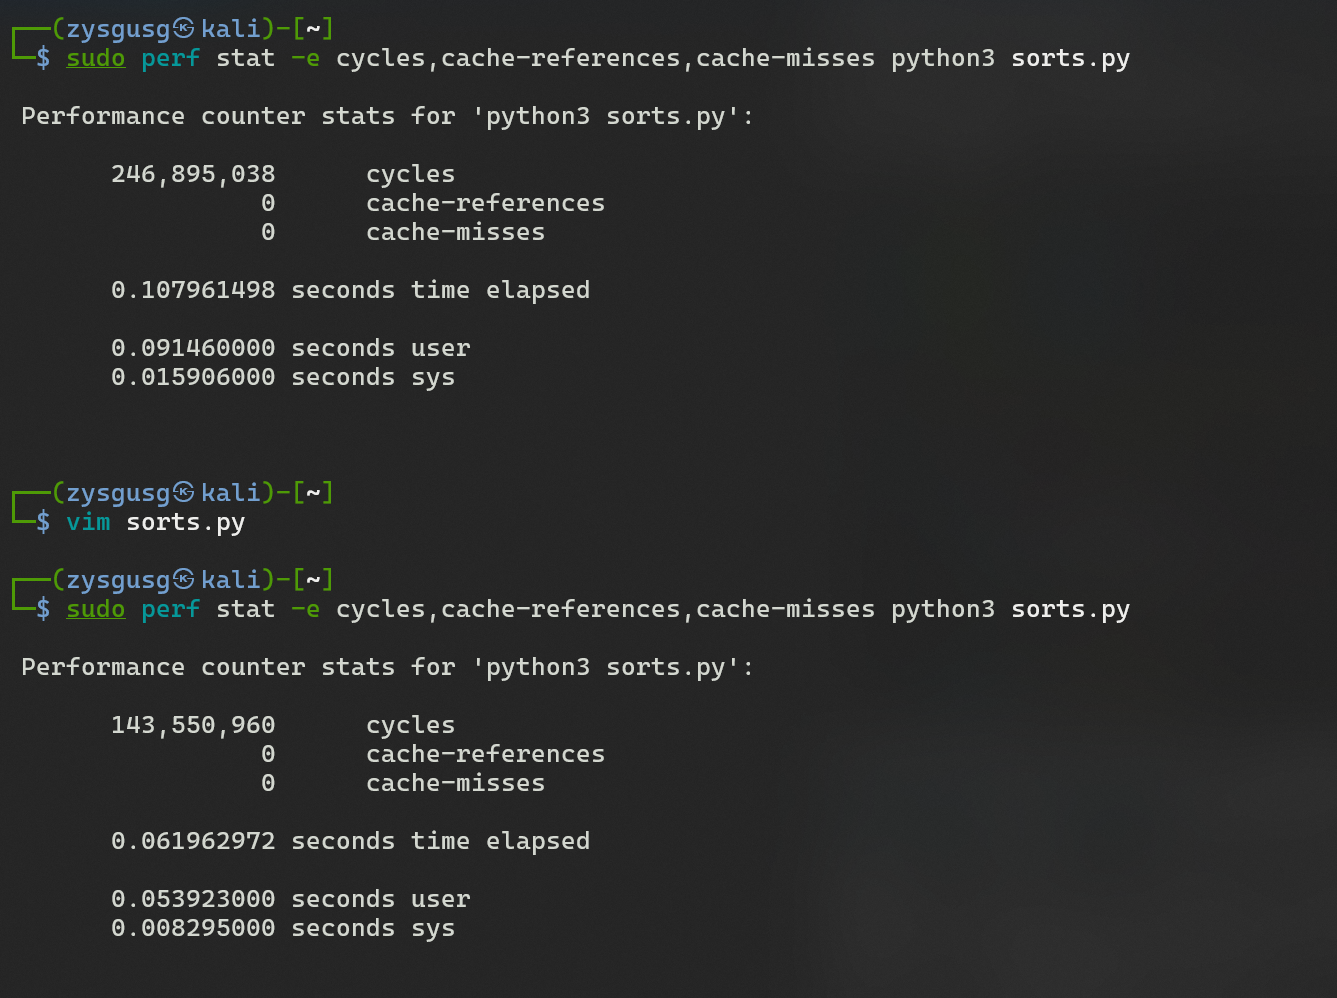 ┌──(zysgusg㉿kali)-[~]
└─$ sudo perf stat -e cycles,cache-references,cache-misses python3 sorts.py
Performance counter stats for 'python3 sorts.py':
246,895,038 cycles
0 cache-references
0 cache-misses
0.107961498 seconds time elapsed
0.091460000 seconds user
0.015906000 seconds sys
┌──(zysgusg㉿kali)-[~]
└─$ vim sorts.py
┌──(zysgusg㉿kali)-[~]
└─$ sudo perf stat -e cycles,cache-references,cache-misses python3 sorts.py
Performance counter stats for 'python3 sorts.py':
143,550,960 cycles
0 cache-references
0 cache-misses
0.061962972 seconds time elapsed
0.053923000 seconds user
0.008295000 seconds sys